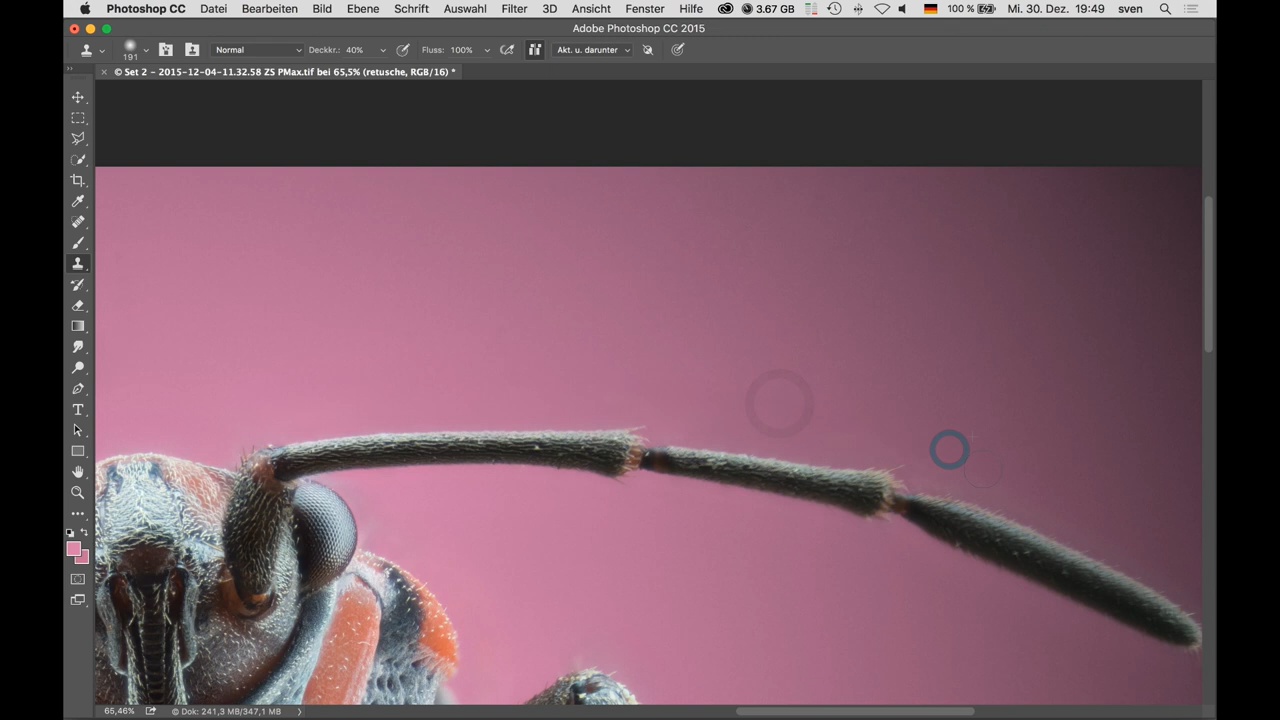 Photoshop CC Datei Bearbeiten Bild Ebene Schrift Auswahl Filter 3D Ansicht Fenster Hilfe 3.67 GB 100 % Mi. 30. Dez. 19:49 sven
Adobe Photoshop CC 2015
191 Normal Deckkr.: 40% Fluss: 100% Akt. u. darunter
© Set 2 - 2015-12-04-11.32.58 ZS PMax.tif bei 65,5% (retusche, RGB/16) *
65,46% © Dok: 241,3 MB/347,1 MB